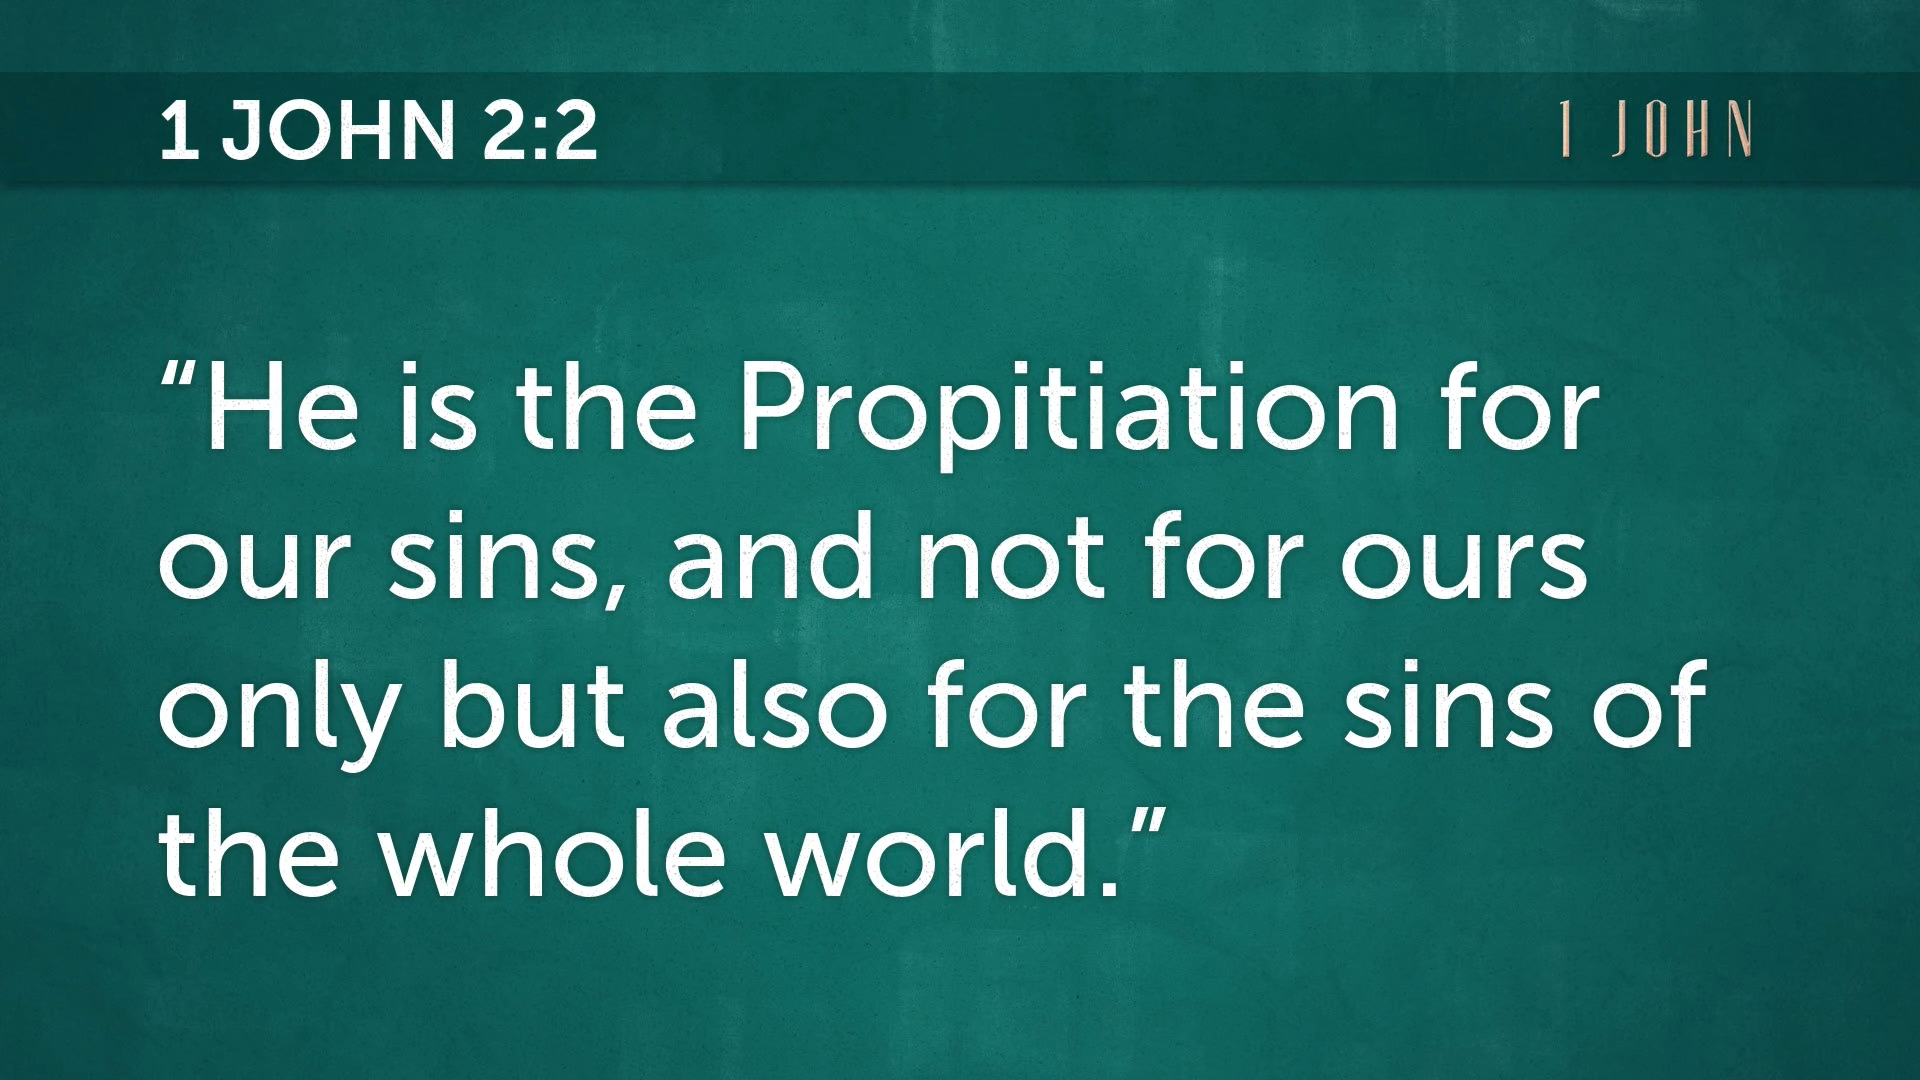 1 JOHN 2:2
1 JOHN
“He is the Propitiation for
our sins, and not for ours
only but also for the sins of
the whole world.”